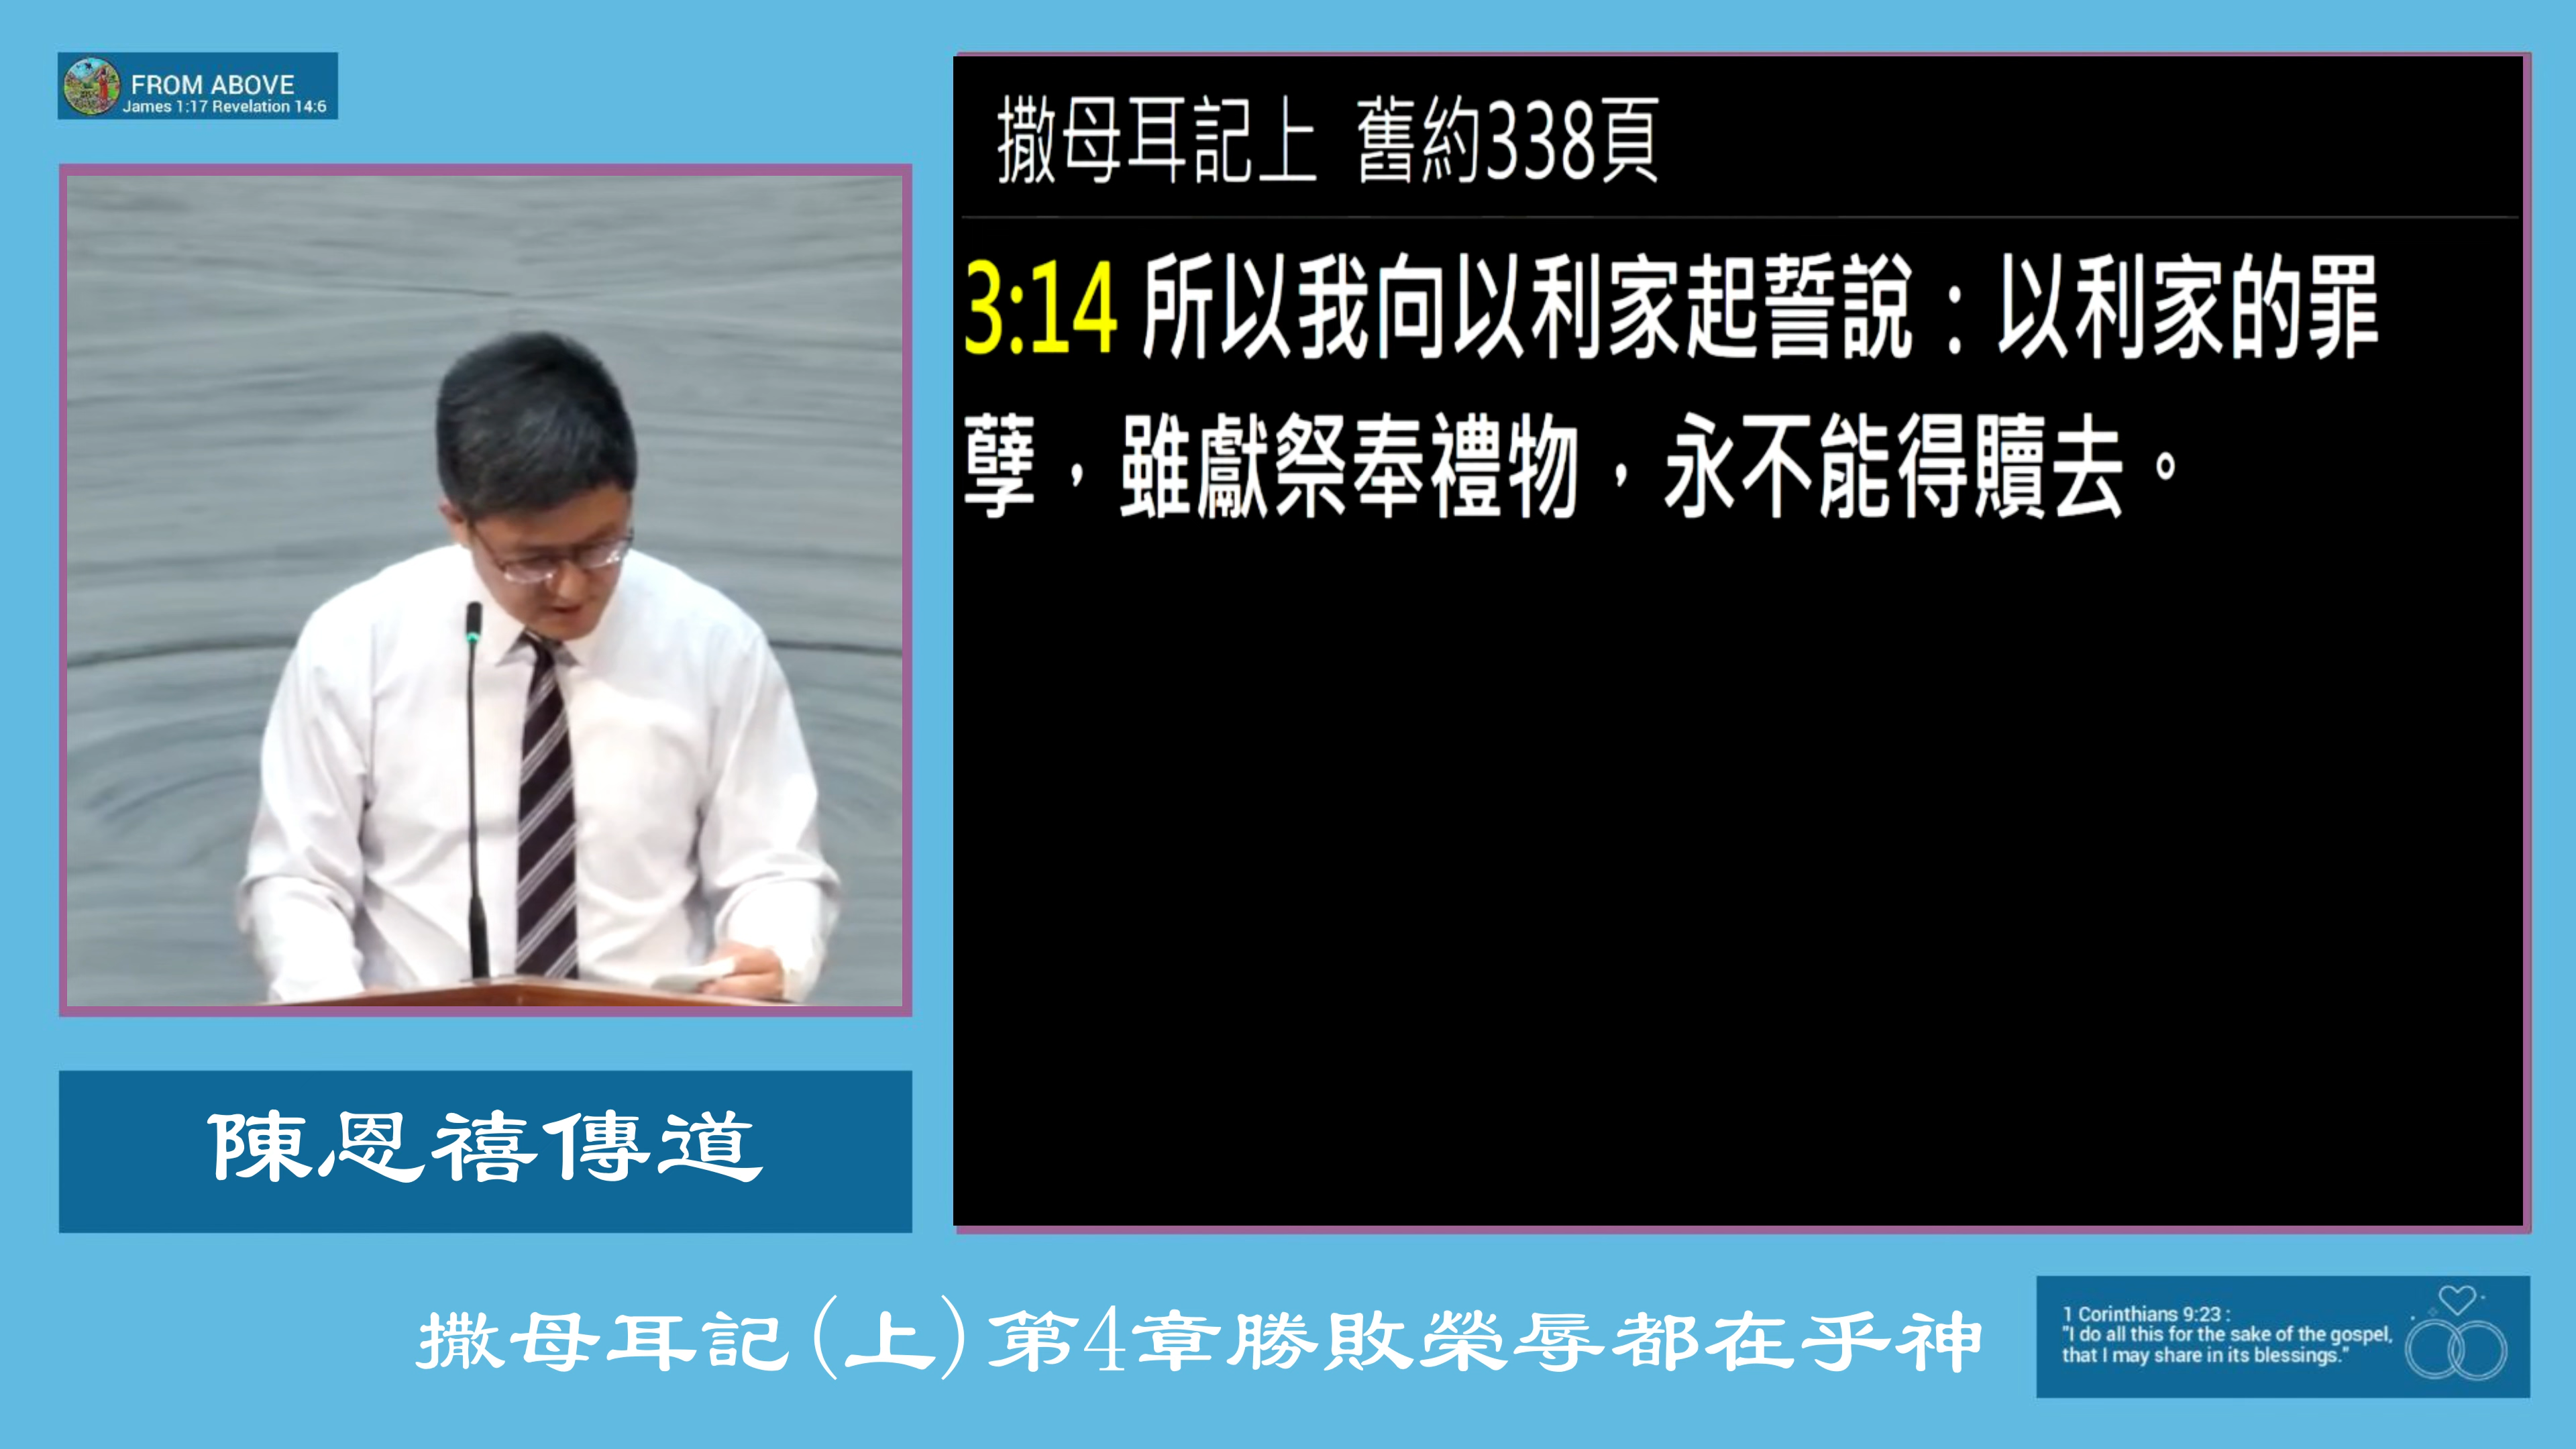 FROM ABOVE
James 1:17 Revelation 14:6
撒母耳記上 舊約338頁
3:14 所以我向以利家起誓說：以利家的罪
孽，雖獻祭奉禮物，永不能得贖去。
陳恩禧傳道
撒母耳記(上)第4章勝敗榮辱都在乎神
1 Corinthians 9:23 :
"I do all this for the sake of the gospel,
that I may share in its blessings."